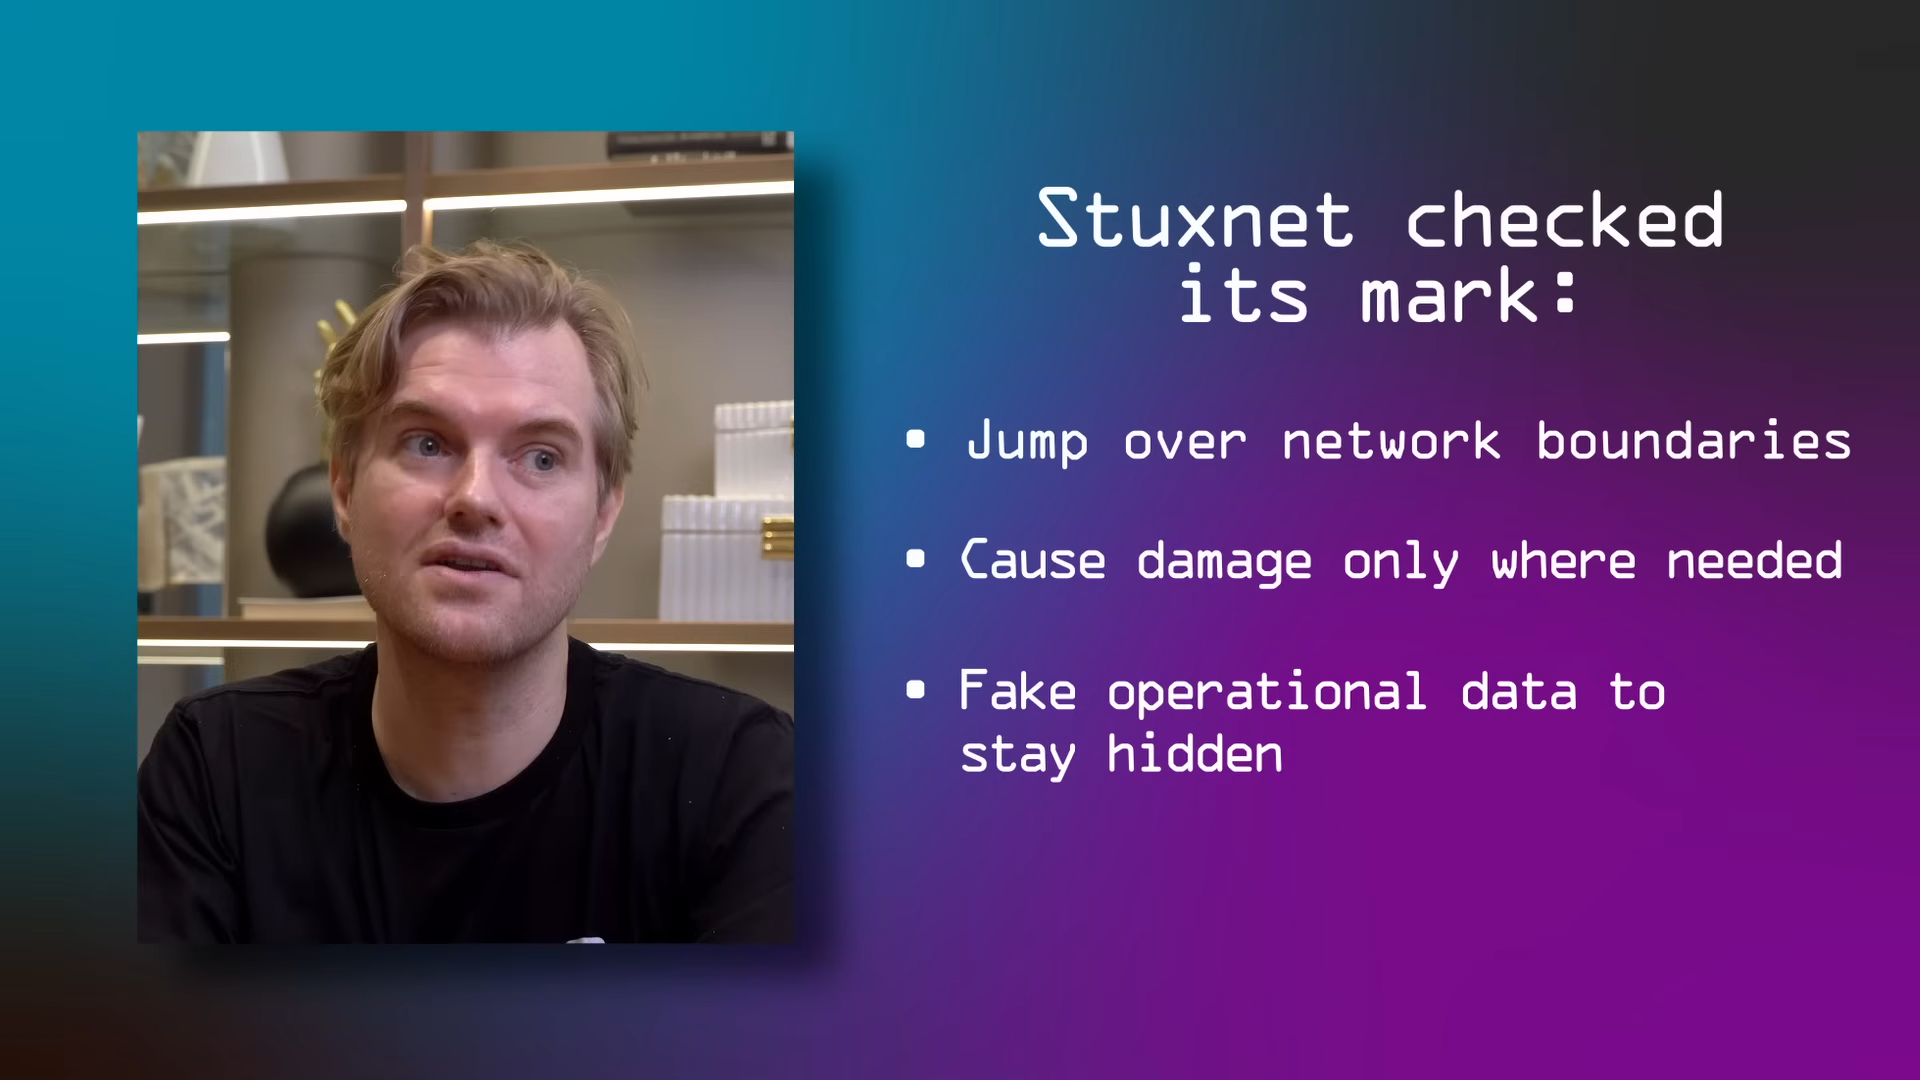 Stuxnet checked
its mark:
Jump over network boundaries
Cause damage only where needed
Fake operational data to
stay hidden